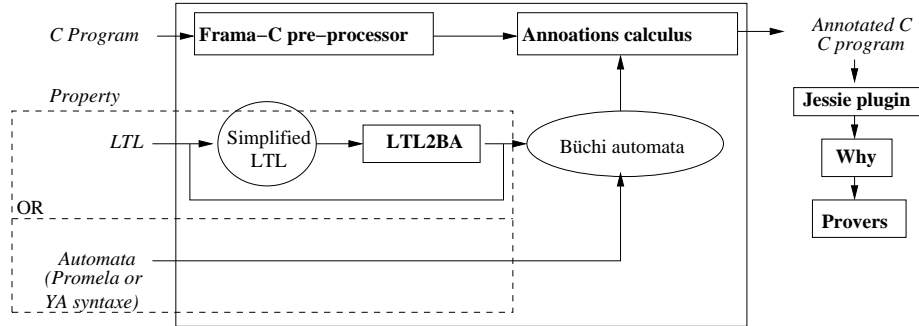 C Program
Frama−C pre−processor
Annoations calculus
Annotated C
C program
Property
Jessie plugin
LTL
Simplified
LTL
LTL2BA
Büchi automata
Why
OR
Provers
Automata
(Promela or
YA syntaxe)